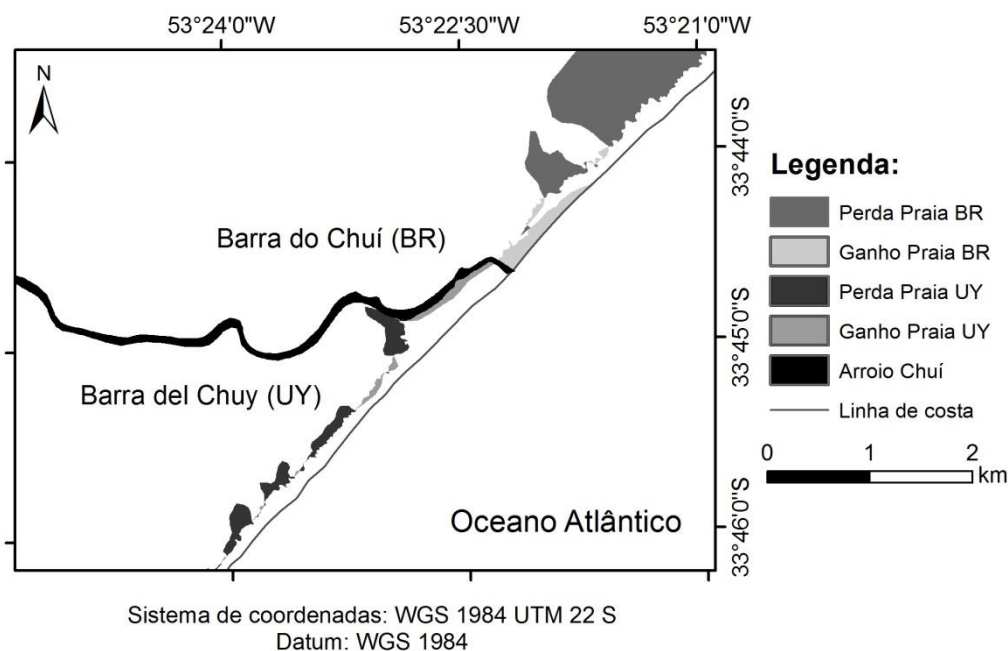 53°24'0"W
53°22'30"W
53°21'0"W
N
33°44'0"S
Legenda:
Perda Praia BR
Ganho Praia BR
Perda Praia UY
Ganho Praia UY
Arroio Chuí
Linha de costa
0 1 2
km
Barra do Chuí (BR)
33°45'0"S
Barra del Chuy (UY)
33°46'0"S
Oceano Atlântico
Sistema de coordenadas: WGS 1984 UTM 22 S
Datum: WGS 1984